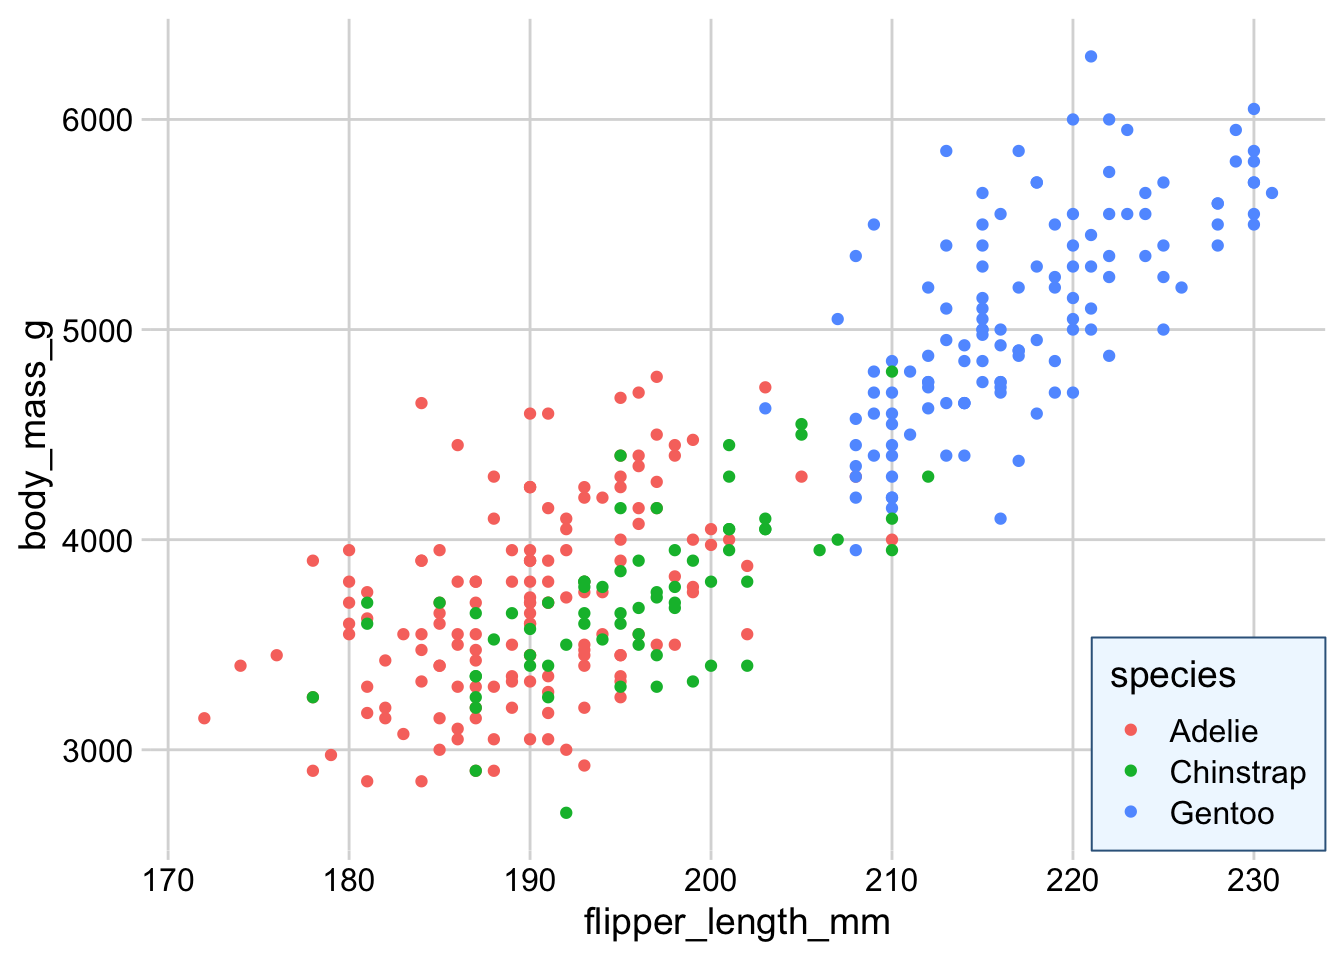 body_mass_g
6000
5000
4000
3000
170 180 190 200 210 220 230
flipper_length_mm
species
Adelie
Chinstrap
Gentoo